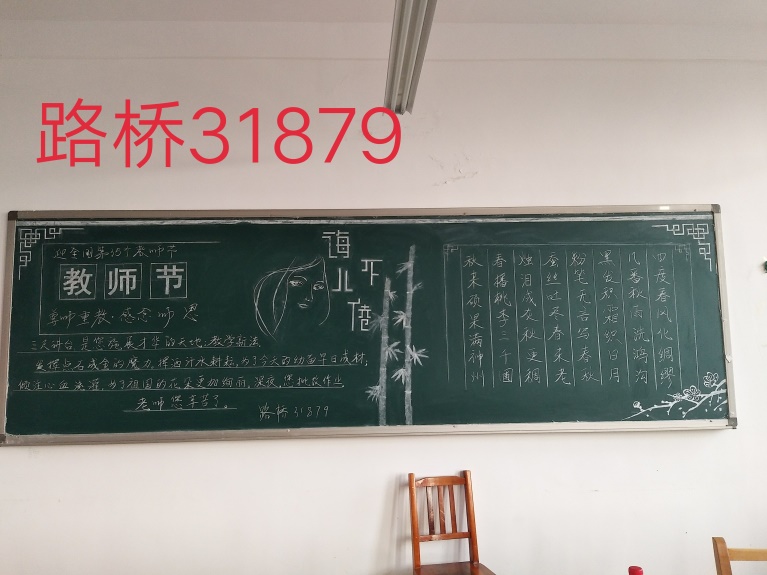 路桥31879
迎全国第35个教师节
教师节
尊师重教 感念师恩
三尺讲台是您施展才华的天地，教学新法
发挥点石成金的魔力，挥洒汗水耕耘，为了今天的幼苗早日成材，
倾注心血浇灌，为了祖国的花朵更加绚丽，深夜，您批改作业
老师您辛苦了。
路桥31879
诲人不倦
四度春风化绸缪
几番秋雨洗鸿沟
黑发积霜织日月
粉笔无言写春秋
蚕丝吐尽春未老
烛泪成灰秋更稠
春播桃李三千圃
秋来硕果满神州